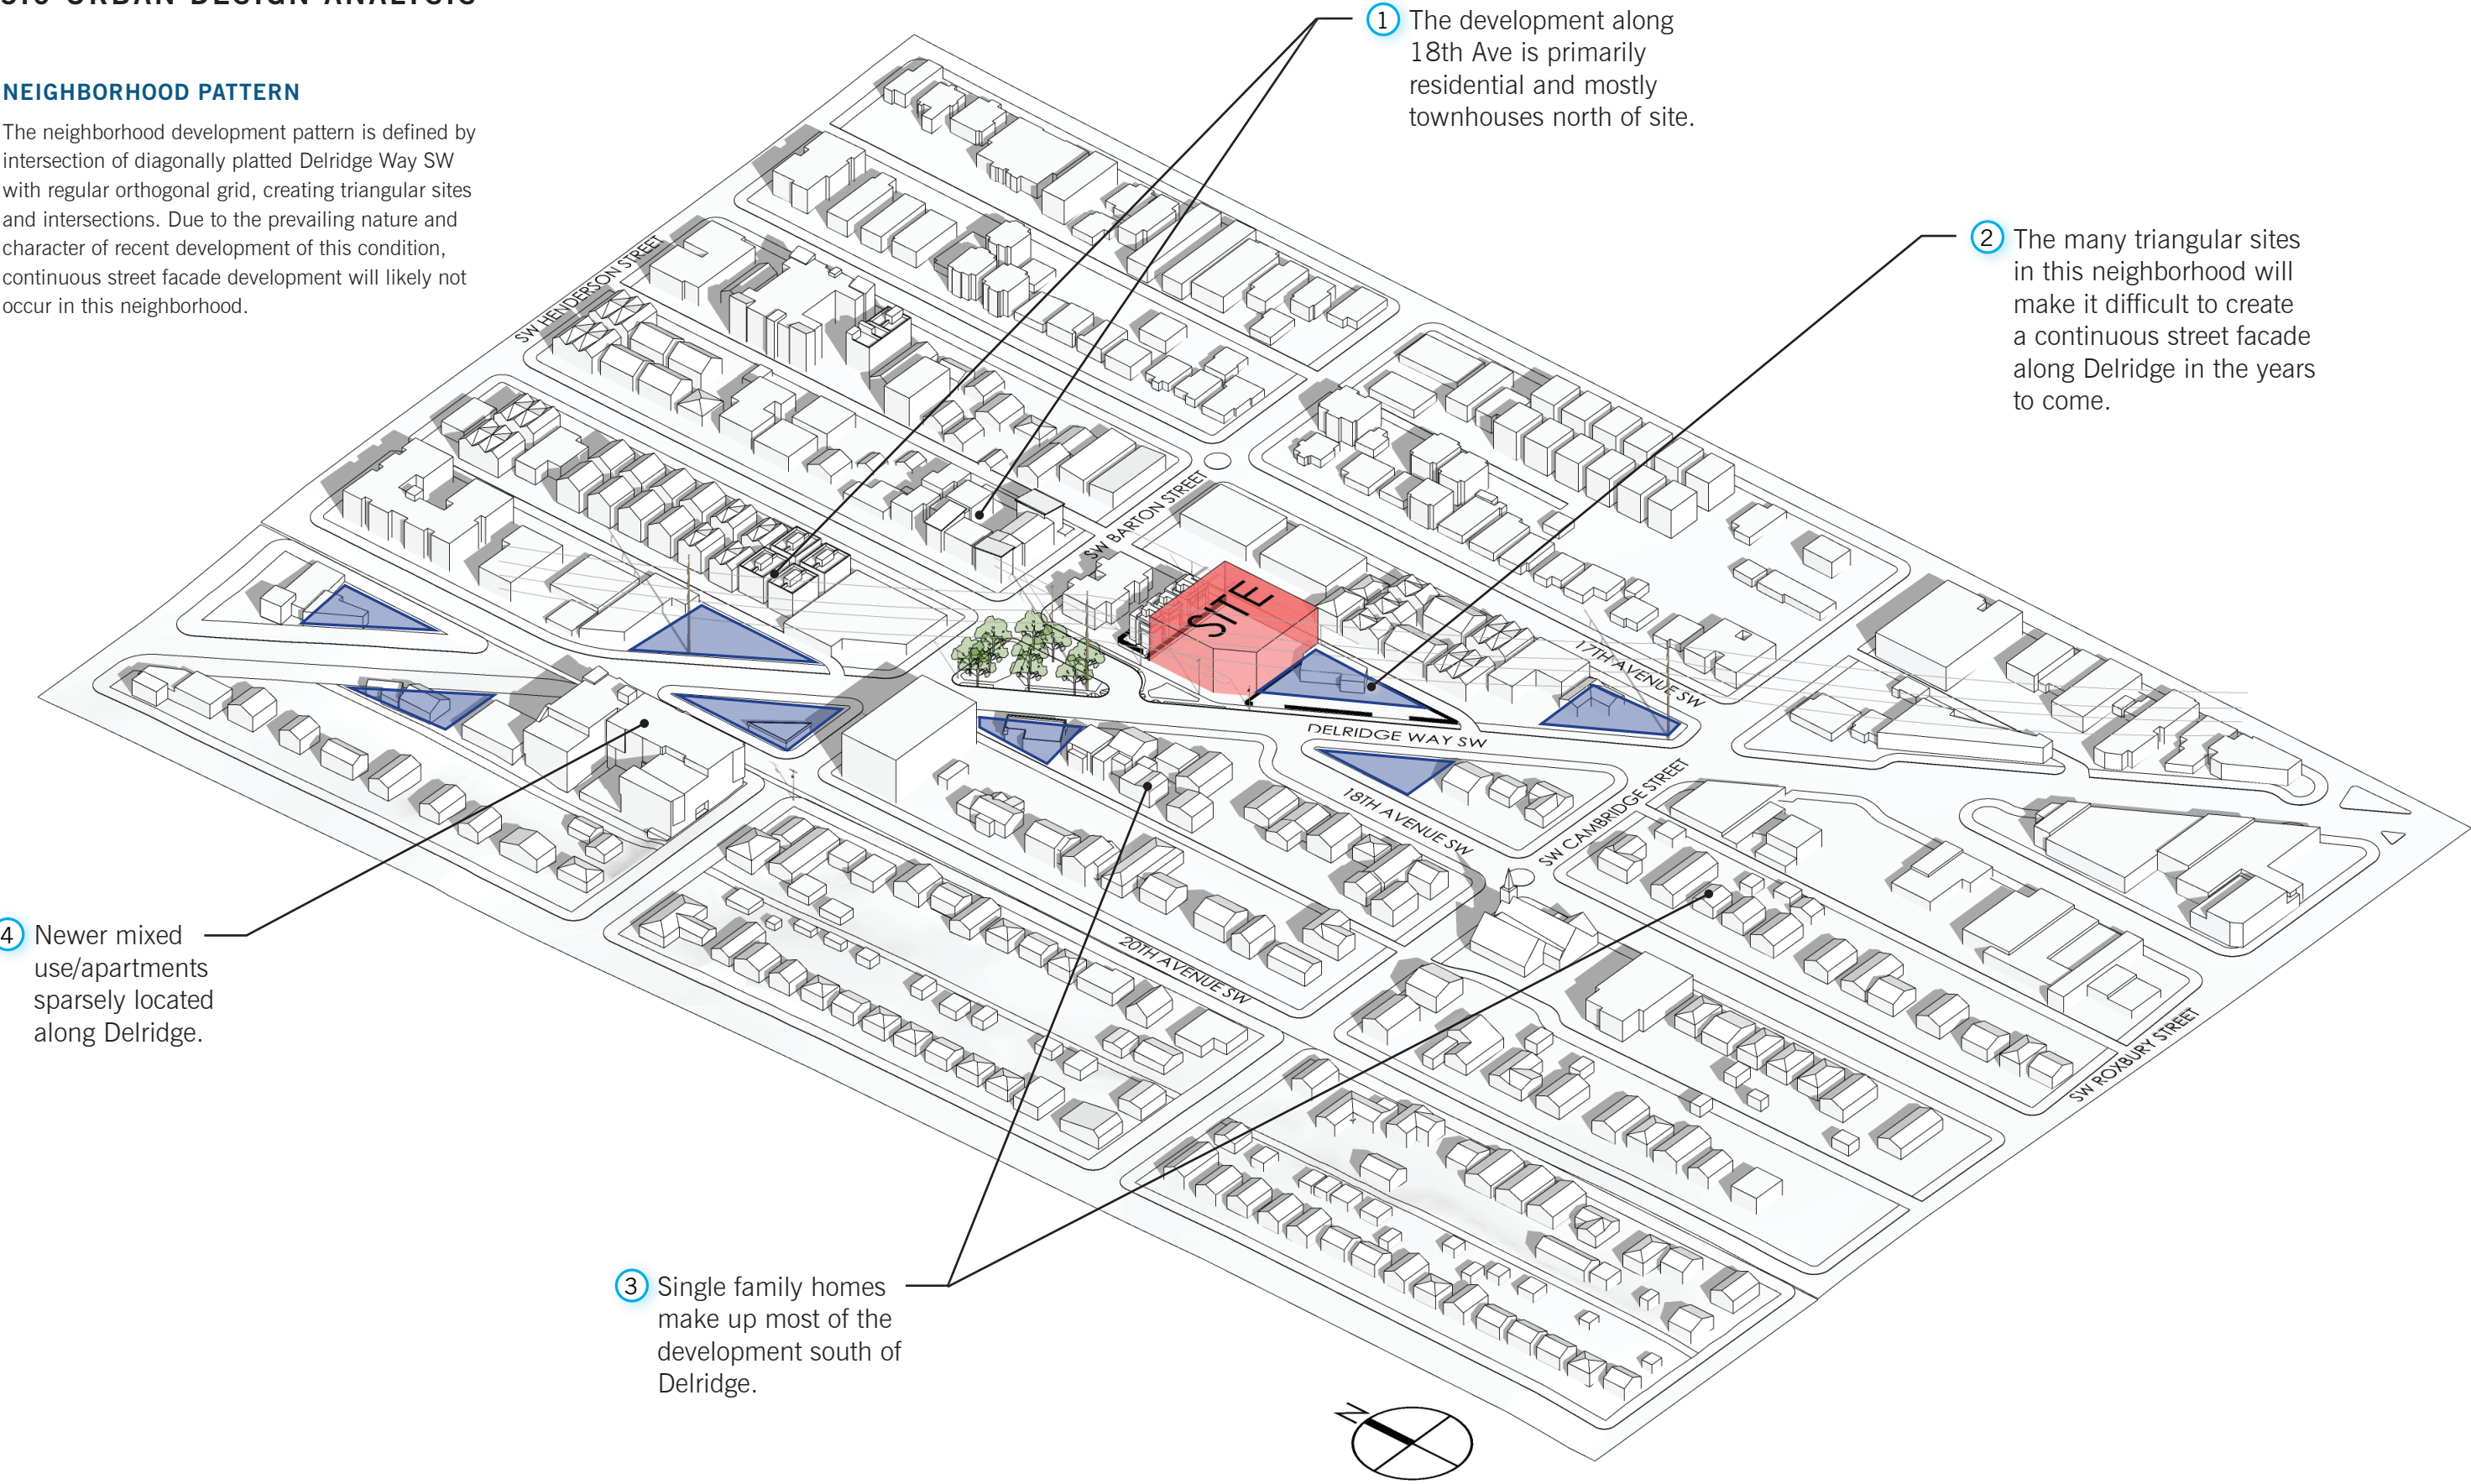 URBAN DESIGN ANALYSIS
NEIGHBORHOOD PATTERN
The neighborhood development pattern is defined by
intersection of diagonally platted Delridge Way SW
with regular orthogonal grid, creating triangular sites
and intersections. Due to the prevailing nature and
character of recent development of this condition,
continuous street facade development will likely not
occur in this neighborhood.
1 The development along
18th Ave is primarily
residential and mostly
townhouses north of site.
2 The many triangular sites
in this neighborhood will
make it difficult to create
a continuous street facade
along Delridge in the years
to come.
SW HENDERSON STREET
SW BARTON STREET
SITE
17TH AVENUE SW
DELRIDGE WAY SW
18TH AVENUE SW
SW CAMBRIDGE STREET
20TH AVENUE SW
SW ROXBURY STREET
4 Newer mixed
use/apartments
sparsely located
along Delridge.
3 Single family homes
make up most of the
development south of
Delridge.
N